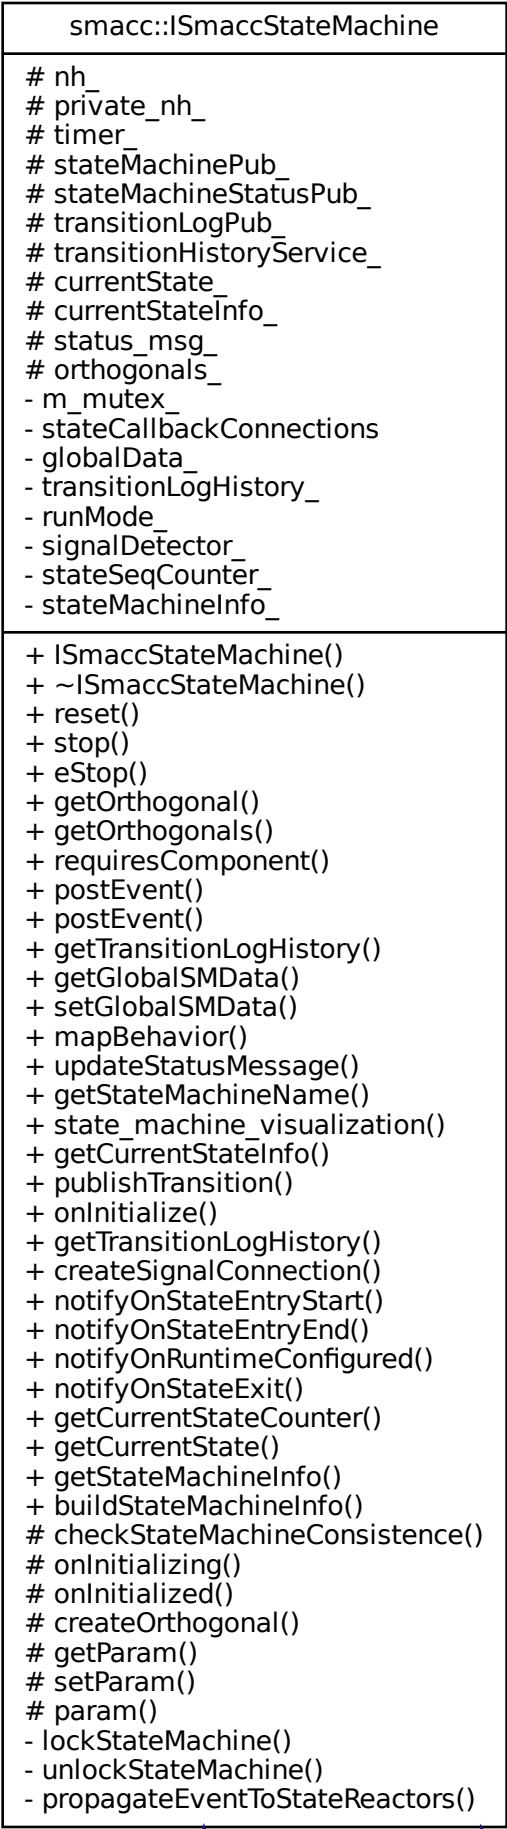 smacc::ISmaccStateMachine
# nh_
# private_nh_
# timer_
# stateMachinePub_
# stateMachineStatusPub_
# transitionLogPub_
# transitionHistoryService_
# currentState_
# currentStateInfo_
# status_msg_
# orthogonals_
- m_mutex_
- stateCallbackConnections
- globalData_
- transitionLogHistory_
- runMode_
- signalDetector_
- stateSeqCounter_
- stateMachineInfo_
+ ISmaccStateMachine()
+ ~ISmaccStateMachine()
+ reset()
+ stop()
+ eStop()
+ getOrthogonal()
+ getOrthogonals()
+ requiresComponent()
+ postEvent()
+ postEvent()
+ getTransitionLogHistory()
+ getGlobalSMData()
+ setGlobalSMData()
+ mapBehavior()
+ updateStatusMessage()
+ getStateMachineName()
+ state_machine_visualization()
+ getCurrentStateInfo()
+ publishTransition()
+ onInitialize()
+ getTransitionLogHistory()
+ createSignalConnection()
+ notifyOnStateEntryStart()
+ notifyOnStateEntryEnd()
+ notifyOnRuntimeConfigured()
+ notifyOnStateExit()
+ getCurrentStateCounter()
+ getCurrentState()
+ getStateMachineInfo()
+ buildStateMachineInfo()
# checkStateMachineConsistence()
# onInitializing()
# onInitialized()
# createOrthogonal()
# getParam()
# setParam()
# param()
- lockStateMachine()
- unlockStateMachine()
- propagateEventToStateReactors()